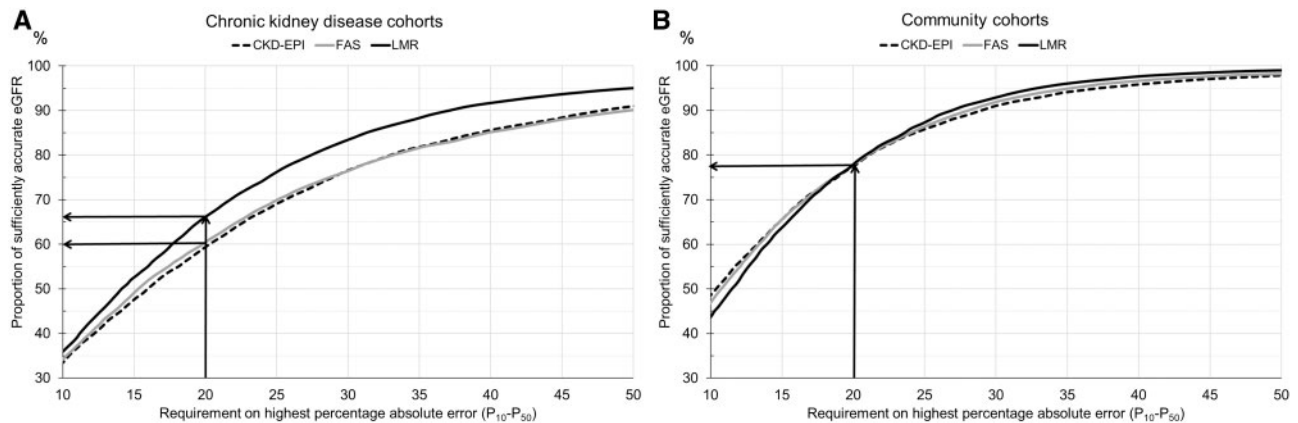 A
Chronic kidney disease cohorts
%
CKD-EPI FAS LMR
Proportion of sufficiently accurate eGFR
100
90
80
70
60
50
40
30
10 15 20 25 30 35 40 45 50
Requirement on highest percentage absolute error (P10-P50)
B
Community cohorts
%
CKD-EPI FAS LMR
Proportion of sufficiently accurate eGFR
100
90
80
70
60
50
40
30
10 15 20 25 30 35 40 45 50
Requirement on highest percentage absolute error (P10-P50)